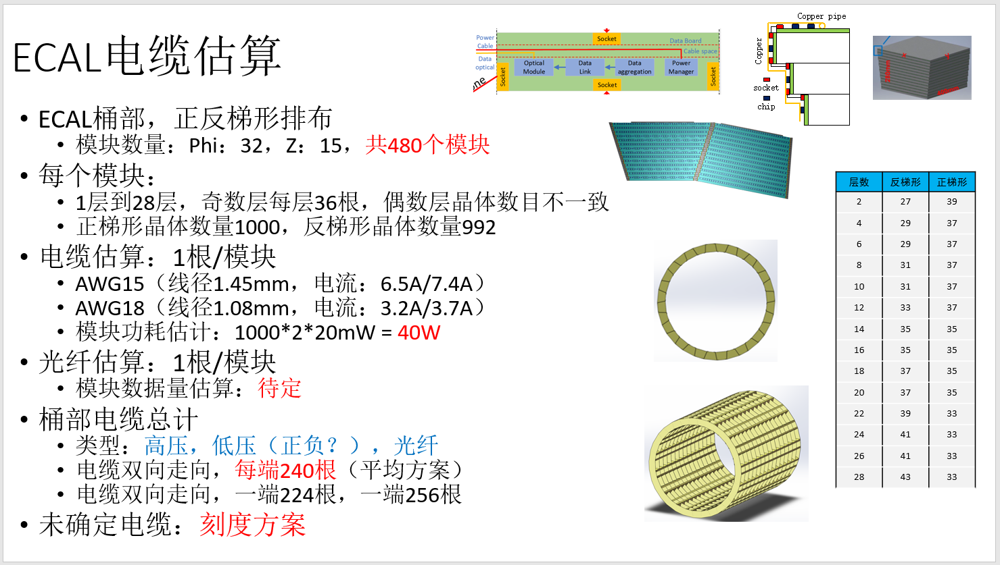 ECAL电缆估算
• ECAL桶部，正反梯形排布
• 模块数量：Phi：32，Z：15，共480个模块
• 每个模块：
• 1层到28层，奇数层每层36根，偶数层晶体数目不一致
• 正梯形晶体数量1000，反梯形晶体数量992
• 电缆估算：1根/模块
• AWG15（线径1.45mm，电流：6.5A/7.4A）
• AWG18（线径1.08mm，电流：3.2A/3.7A）
• 模块功耗估计：1000*2*20mW = 40W
• 光纤估算：1根/模块
• 模块数据量估算：待定
• 桶部电缆总计
• 类型：高压，低压（正负？），光纤
• 电缆双向走向，每端240根（平均方案）
• 电缆双向走向，一端224根，一端256根
• 未确定电缆：刻度方案
Power
Cable
Data
optical
Socket
Data Board
Cable space
Socket
Optical
Module
Data
Link
Data
aggregation
Power
Manager
Socket
Socket
Copper pipe
Copper
socket
chip
层数 反梯形 正梯形
2 27 39
4 29 37
6 29 37
8 31 37
10 31 37
12 33 37
14 35 35
16 35 35
18 37 35
20 37 35
22 39 33
24 41 33
26 41 33
28 43 33